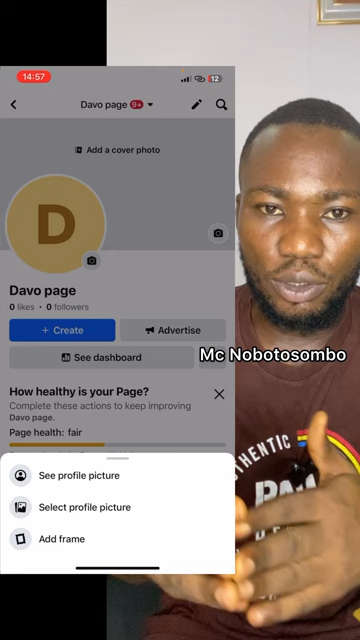 14:57
12
Davo page 9+
Add a cover photo
D
Davo page
0 likes • 0 followers
+ Create
Advertise
See dashboard
Mc Nobotosombo
How healthy is your Page?
Complete these actions to keep improving
Davo page.
Page health: fair
See profile picture
Select profile picture
Add frame
THENTIC